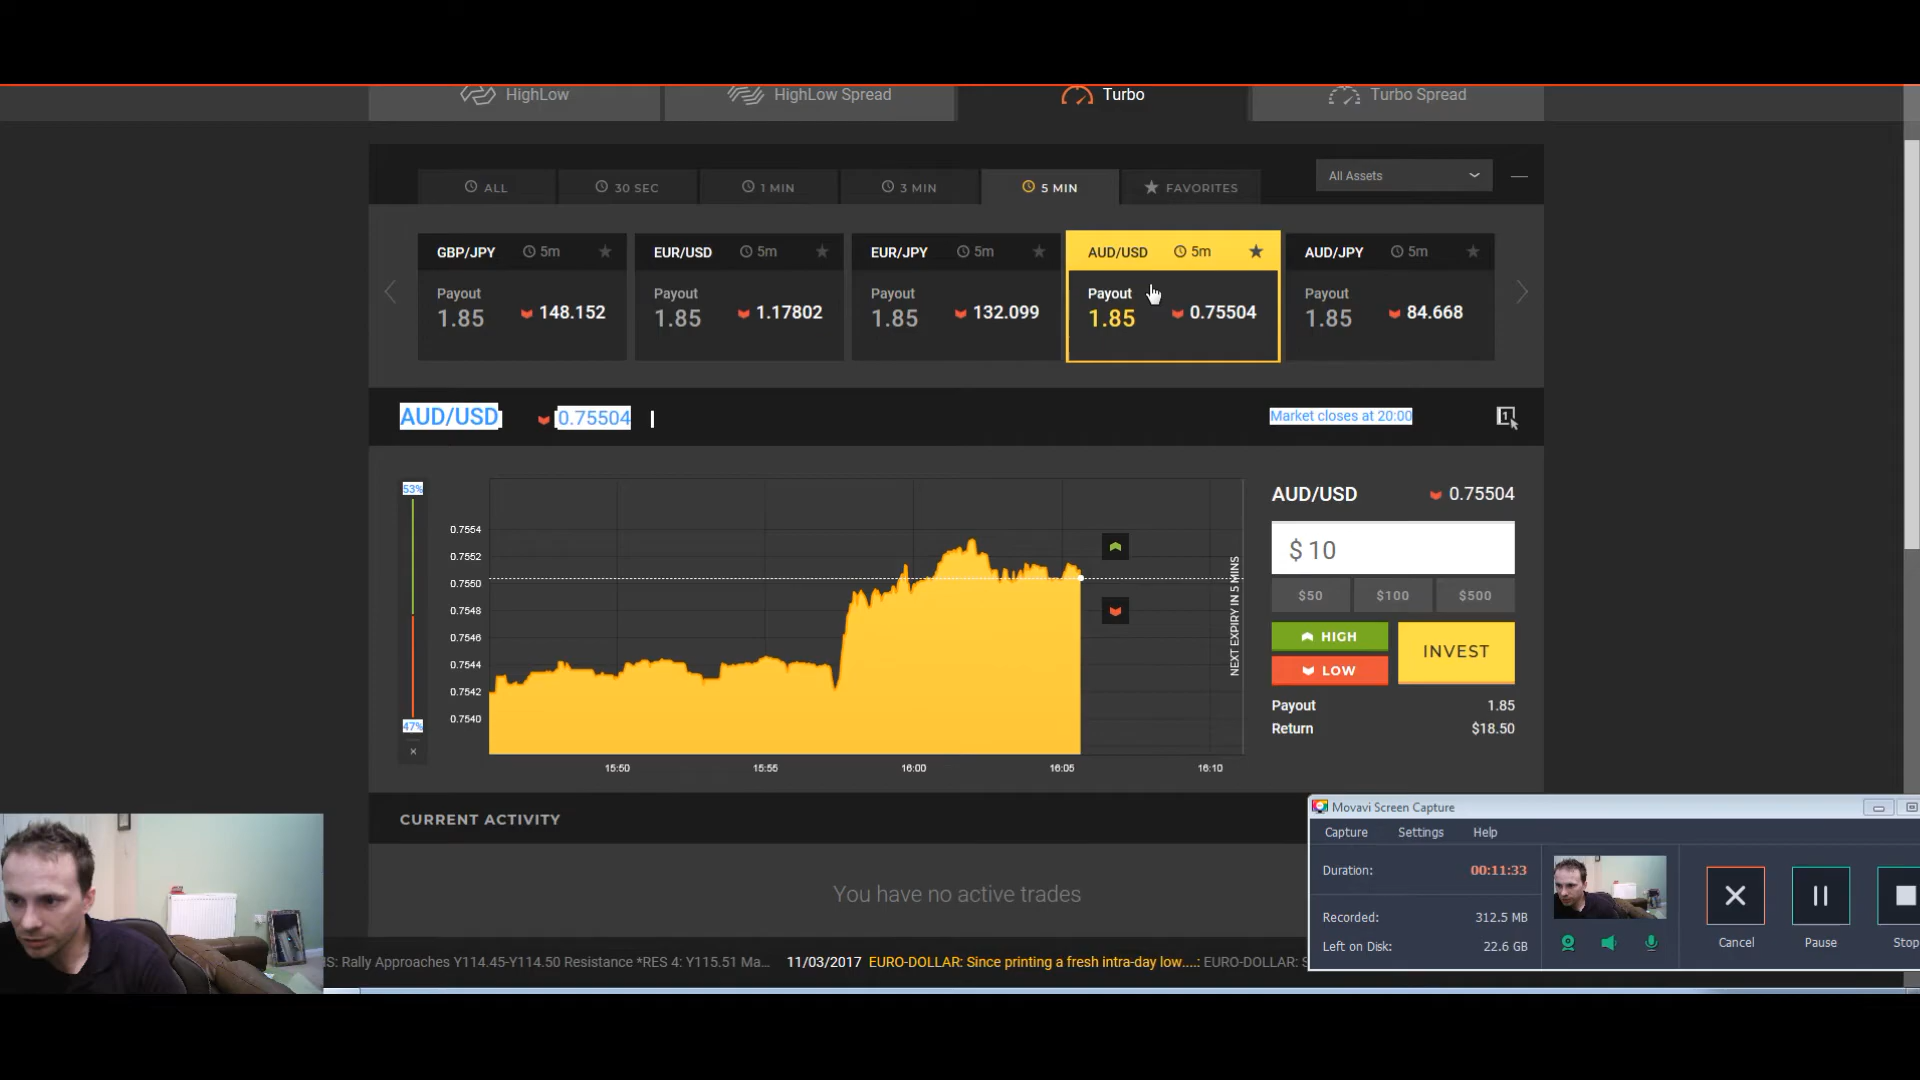 HighLow
HighLow Spread
Turbo
Turbo Spread
ALL
30 SEC
1 MIN
3 MIN
5 MIN
FAVORITES
All Assets
GBP/JPY 5m
Payout
1.85 148.152
EUR/USD 5m
Payout
1.85 1.17802
EUR/JPY 5m
Payout
1.85 132.099
AUD/USD 5m
Payout
1.85 0.75504
AUD/JPY 5m
Payout
1.85 84.668
AUD/USD 0.75504
Market closes at 20:00
1
53%
47%
×
0.7554
0.7552
0.7550
0.7548
0.7546
0.7544
0.7542
0.7540
15:50
15:55
16:00
16:05
16:10
NEXT EXPIRY IN 5 MINS
AUD/USD 0.75504
$ 10
$50
$100
$500
HIGH
LOW
INVEST
Payout 1.85
Return $18.50
CURRENT ACTIVITY
You have no active trades
IS: Rally Approaches Y114.45-Y114.50 Resistance *RES 4: Y115.51 Ma... 11/03/2017 EURO-DOLLAR: Since printing a fresh intra-day low....: EURO-DOLLAR: S
Movavi Screen Capture
Capture
Settings
Help
Duration: 00:11:33
Recorded: 312.5 MB
Left on Disk: 22.6 GB
Cancel
Pause
Stop